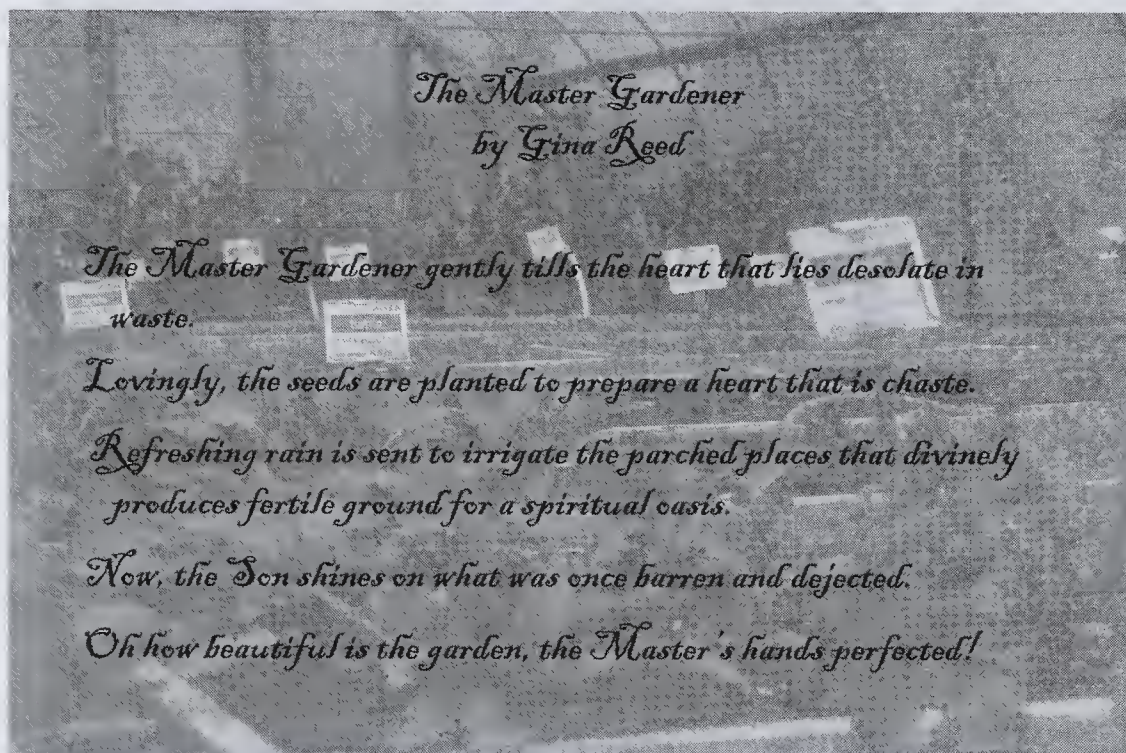 The Master Gardener
by Gina Reed
The Master Gardener gently tills the heart that lies desolate in
waste.
Lovingly, the seeds are planted to prepare a heart that is chaste.
Refreshing rain is sent to irrigate the parched places that divinely
produces fertile ground for a spiritual oasis.
Now, the Son shines on what was once barren and dejected.
Oh how beautiful is the garden, the Master's hands perfected!